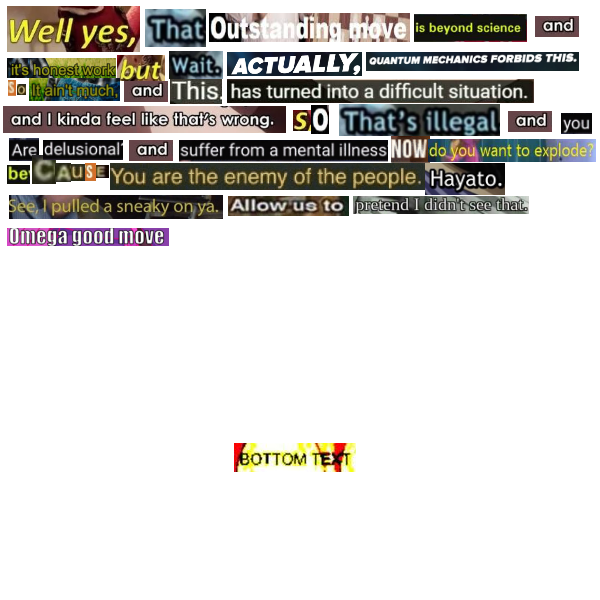 Well yes, That Outstanding move is beyond science and
it's honest work but Wait. ACTUALLY, QUANTUM MECHANICS FORBIDS THIS.
So It ain't much, and This. has turned into a difficult situation.
and I kinda feel like that's wrong. SO That's illegal and you
Are delusional and suffer from a mental illness NOW do you want to explode?
be CAUSE You are the enemy of the people. Hayato.
See, I pulled a sneaky on ya. Allow us to pretend I didn't see that.
Omega good move
BOTTOM TEXT